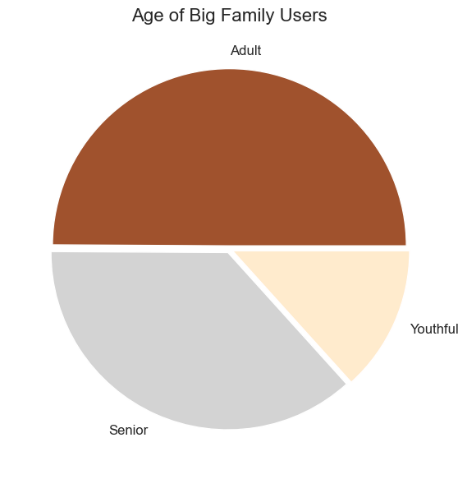 Age of Big Family Users
Adult
Youthful
Senior